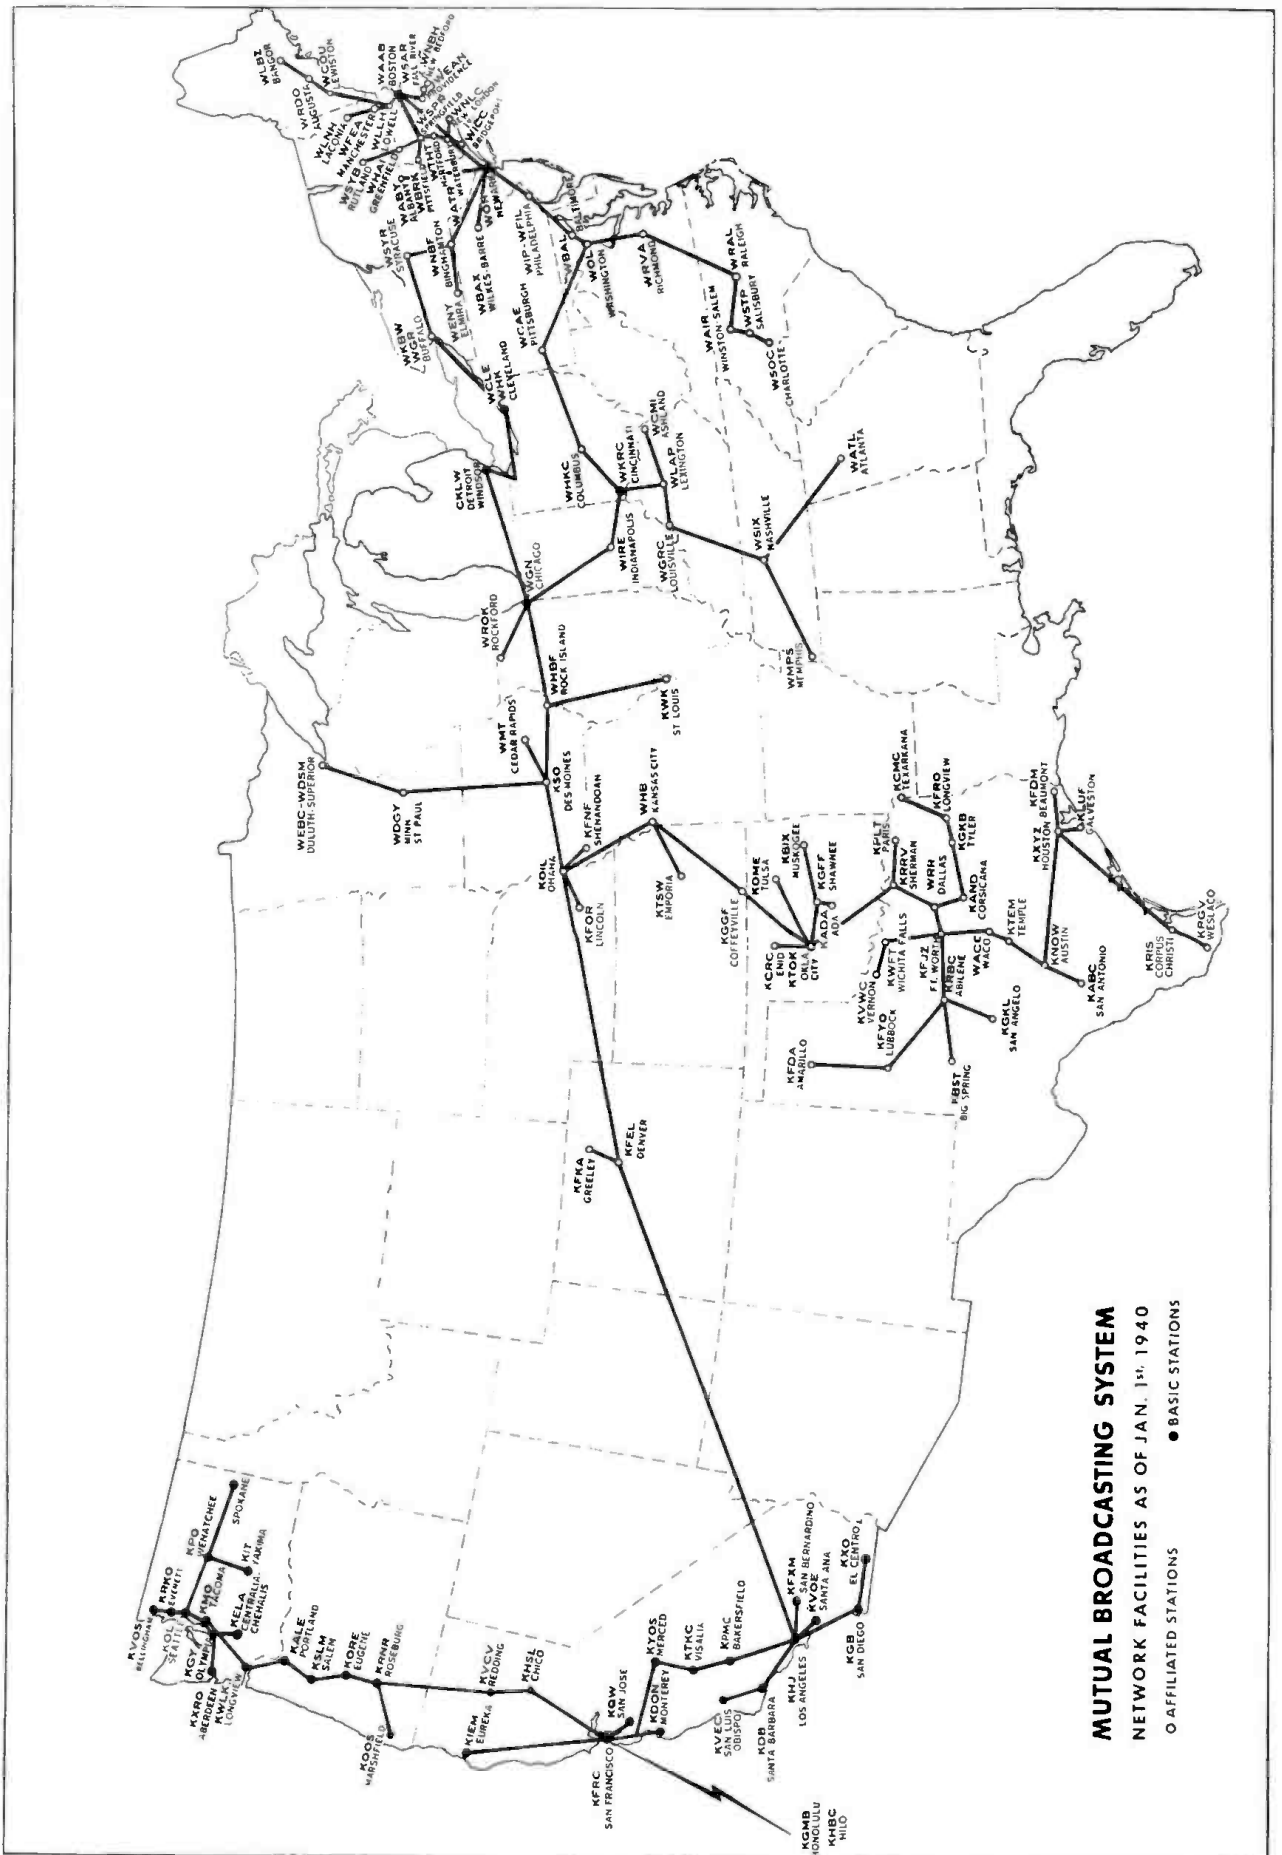 MUTUAL BROADCASTING SYSTEM
NETWORK FACILITIES AS OF JAN. 1st, 1940
O AFFILIATED STATIONS ● BASIC STATIONS
KVOS
BELLINGHAM
KRKO
EVENETT
KOL
SEATTLE
KMO
TACOMA
KPQ
WENATCHEE
SPOKANE
KIT
YAKIMA
KELA
CENTRALIA-
CHEHALIS
KGY
OLYMPIA
KXRO
ABERDEEN
KWLK
LONGVIEW
KALE
PORTLAND
KSLM
SALEM
KORE
EUGENE
KRNR
ROSEBURG
KOOS
MARSHFIELD
KVCV
REDDING
KHSL
CHICO
KIEM
EUREKA
KFRC
SAN FRANCISCO
KQW
SAN JOSE
KDON
MONTEREY
KYOS
MERCED
KTKC
VISALIA
KPMC
BAKERSFIELD
KVEC
SAN LUIS
OBISPO
KDB
SANTA BARBARA
KHJ
LOS ANGELES
KFXM
SAN BERNARDINO
KVOE
SANTA ANA
KXO
EL CENTRO
KGB
SAN DIEGO
KGMB
HONOLULU
KHBC
HILO
KFKA
GREELEY
KFEL
DENVER
WEBC-WDSM
DULUTH-SUPERIOR
WDGY
MINN
ST PAUL
WMT
CEDAR RAPIDS
KSO
DES MOINES
KOIL
OMAHA
KFNF
SHENANDOAN
KFOR
LINCOLN
WHB
KANSAS CITY
KTSW
EMPORIA
KGGF
COFFEYVILLE
KOME
TULSA
KBIX
MUSKOGEE
KGFF
SHAWNEE
KADA
ADA
KCRC
ENID
KTOK
OKLA
CITY
KVWC
VERNON
KWFT
WICHITA FALLS
KFYO
LUBBOCK
KFDA
AMARILLO
KPLT
PARIS
KRRV
SHERMAN
WRR
DALLAS
KCMC
TEXARKANA
KFRO
LONGVIEW
KGKB
TYLER
KAND
CORSICANA
KFJZ
FT. WORTH
KRBC
ABILENE
KBST
BIG SPRING
KGKL
SAN ANGELO
WACC
WACO
KTEM
TEMPLE
KNOW
AUSTIN
KABC
SAN ANTONIO
KXYZ
HOUSTON
KFDM
BEAUMONT
KLUF
GALVESTON
KRIS
CORPUS
CHRISTI
KRGV
WESLACO
WROK
ROCKFORD
WGN
CHICAGO
WHBF
ROCK ISLAND
KWK
ST LOUIS
CKLW
DETROIT
WINDSOR
WCLE
WHK
CLEVELAND
WHKC
COLUMBUS
WKRC
CINCINNATI
WIRE
INDIANAPOLIS
WCMI
ASHLAND
WLAP
LEXINGTON
WGRC
LOUISVILLE
WSIX
NASHVILLE
WMPS
MEMPHIS
WATL
ATLANTA
WKBW
WGR
BUFFALO
WSYR
SYRACUSE
WNBF
BINGHAMTON
WENY
ELMIRA
WBAX
WILKES-BARRE
WCAE
PITTSBURGH
WIP-WFIL
PHILADELPHIA
WBAL
BALTIMORE
WOL
WASHINGTON
WRVA
RICHMOND
WRAL
RALEIGH
WAIR
WINSTON-SALEM
WSTP
SALISBURY
WSOC
CHARLOTTE
WOR
NEWARK
WATR
WATERBURY
WTHT
HARTFORD
WBRK
PITTSFIELD
WABY
ALBANY
WHAI
GREENFIELD
WSYB
RUTLAND
WLLH
LOWELL
WFEA
MANCHESTER
WLNH
LACONIA
WRDO
AUGUSTA
WLBZ
BANGOR
WCOU
LEWISTON
WAAB
BOSTON
WSAR
FALL RIVER
WNBH
NEW BEDFORD
WEAN
PROVIDENCE
WSPR
SPRINGFIELD
WNLC
NEW LONDON
WICC
BRIDGEPORT